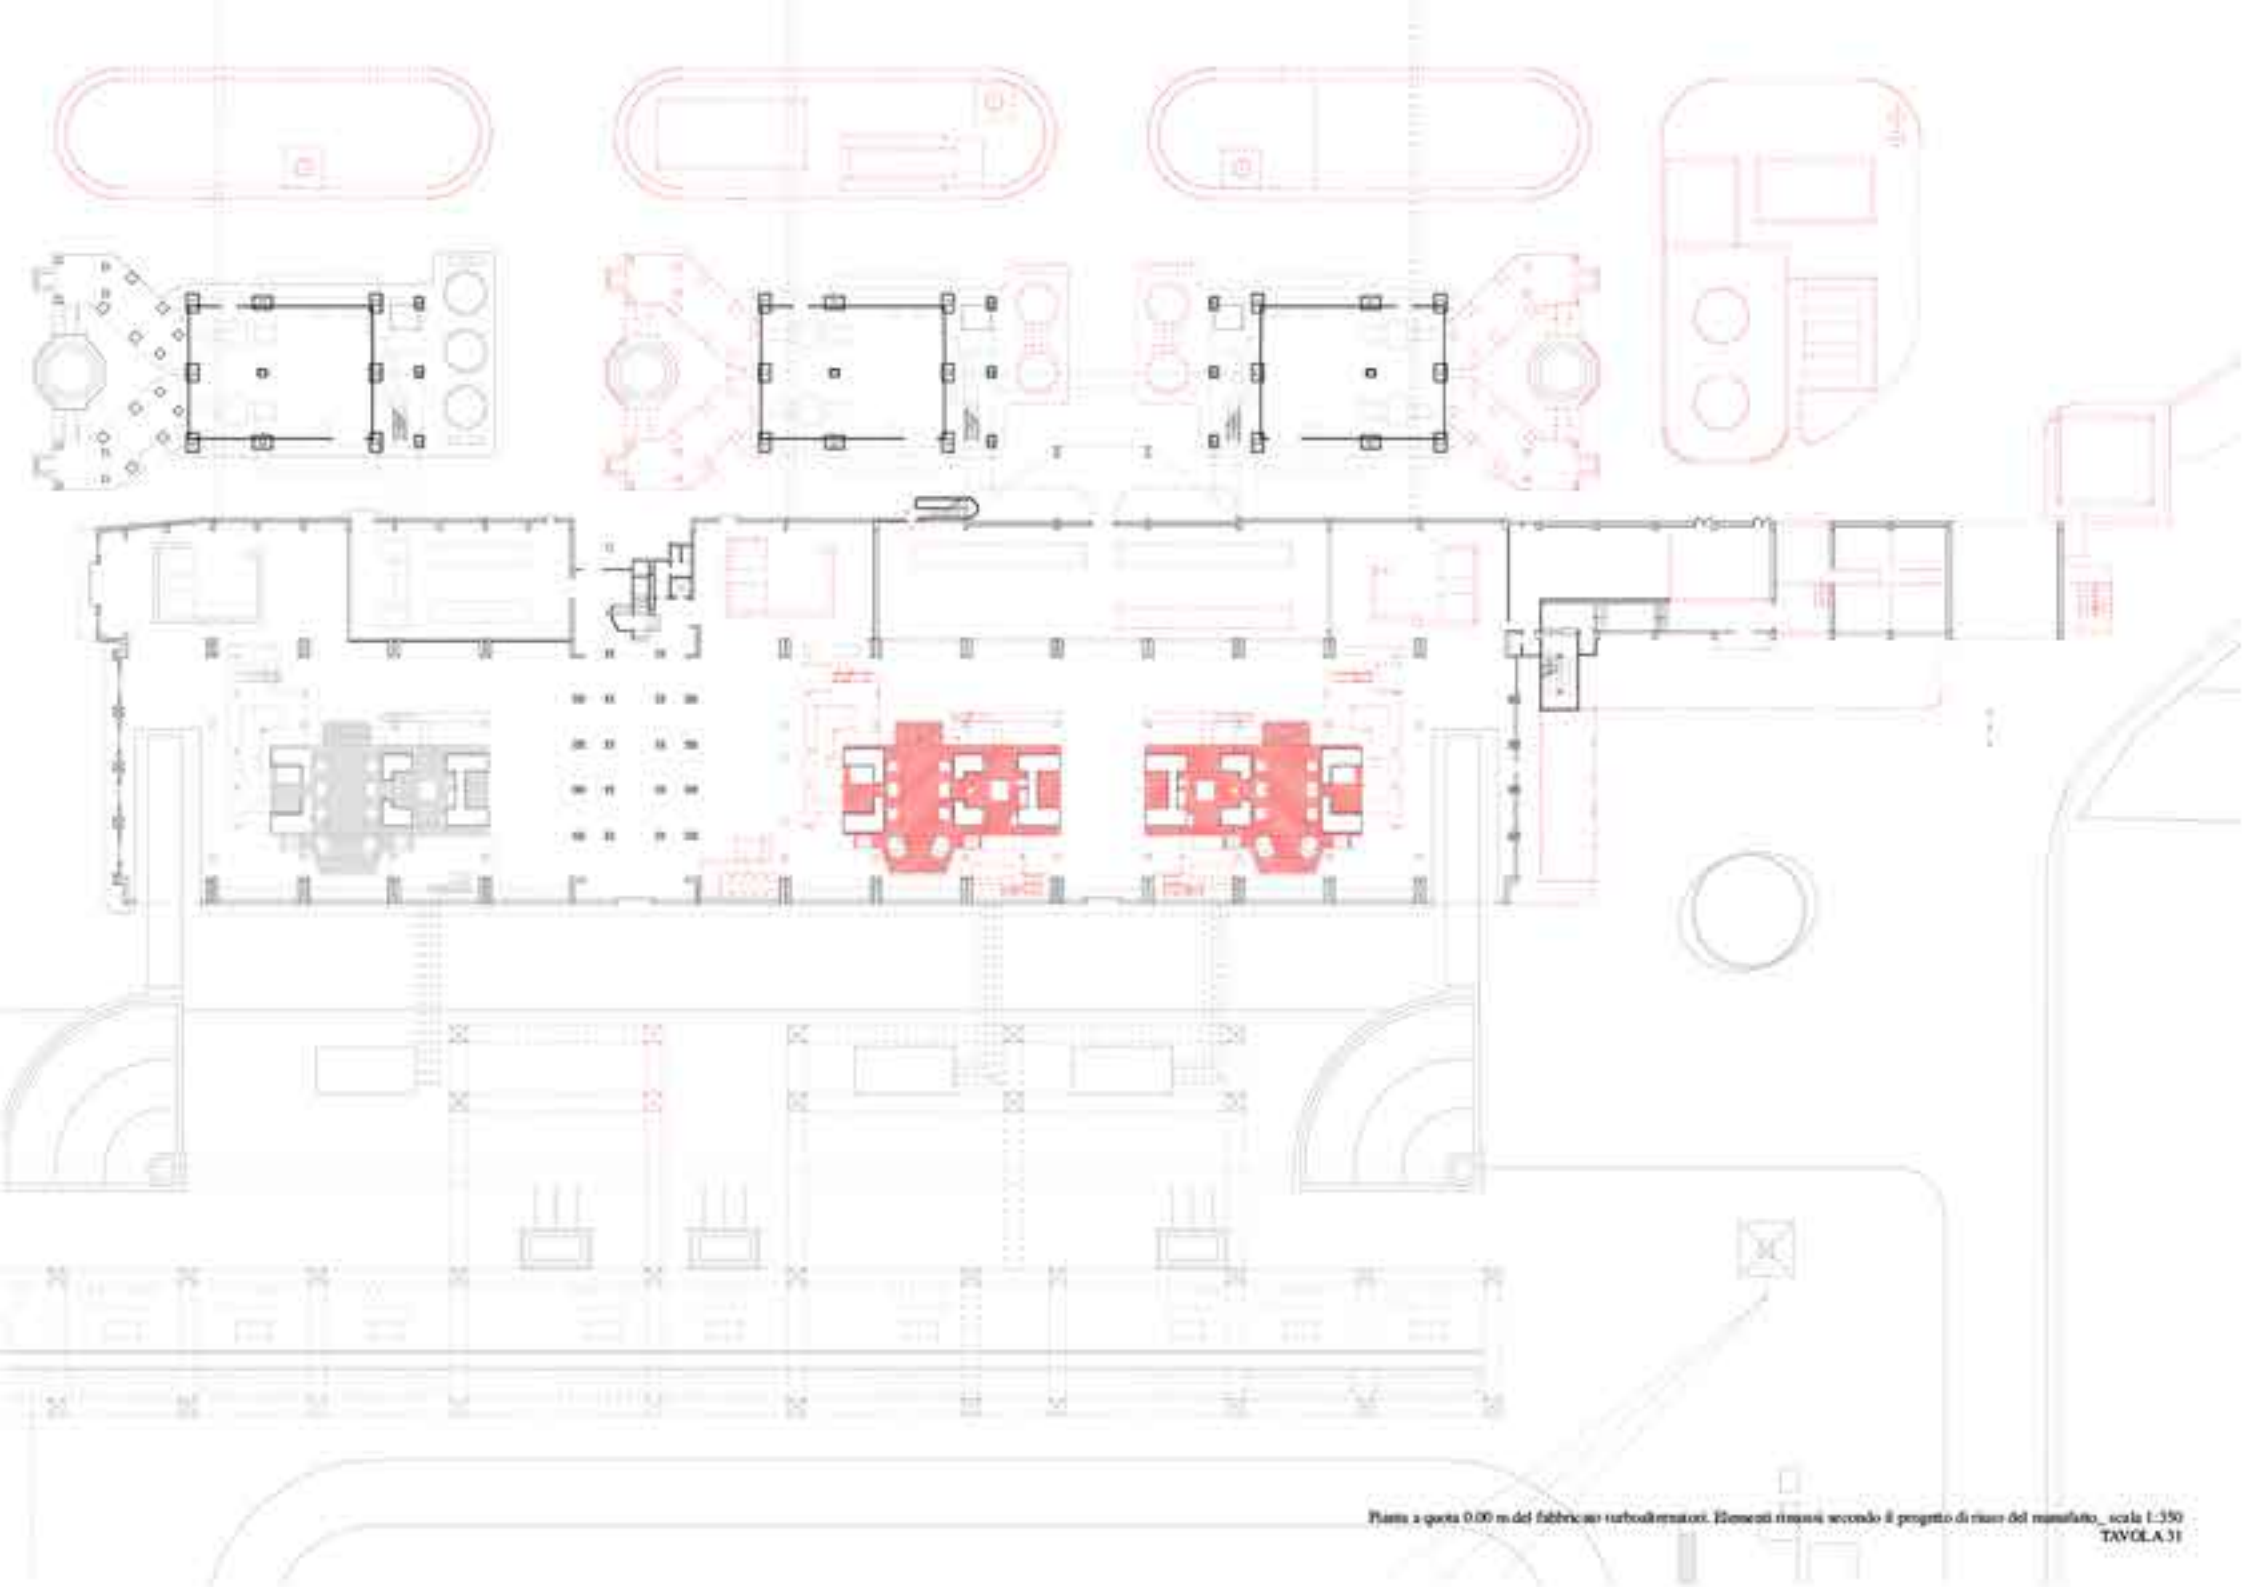 Pianta a quota 0.00 m del fabbricato turboalternatori. Elementi rimossi secondo il progetto di riuso del manufatto_ scala 1:350
TAVOLA 31